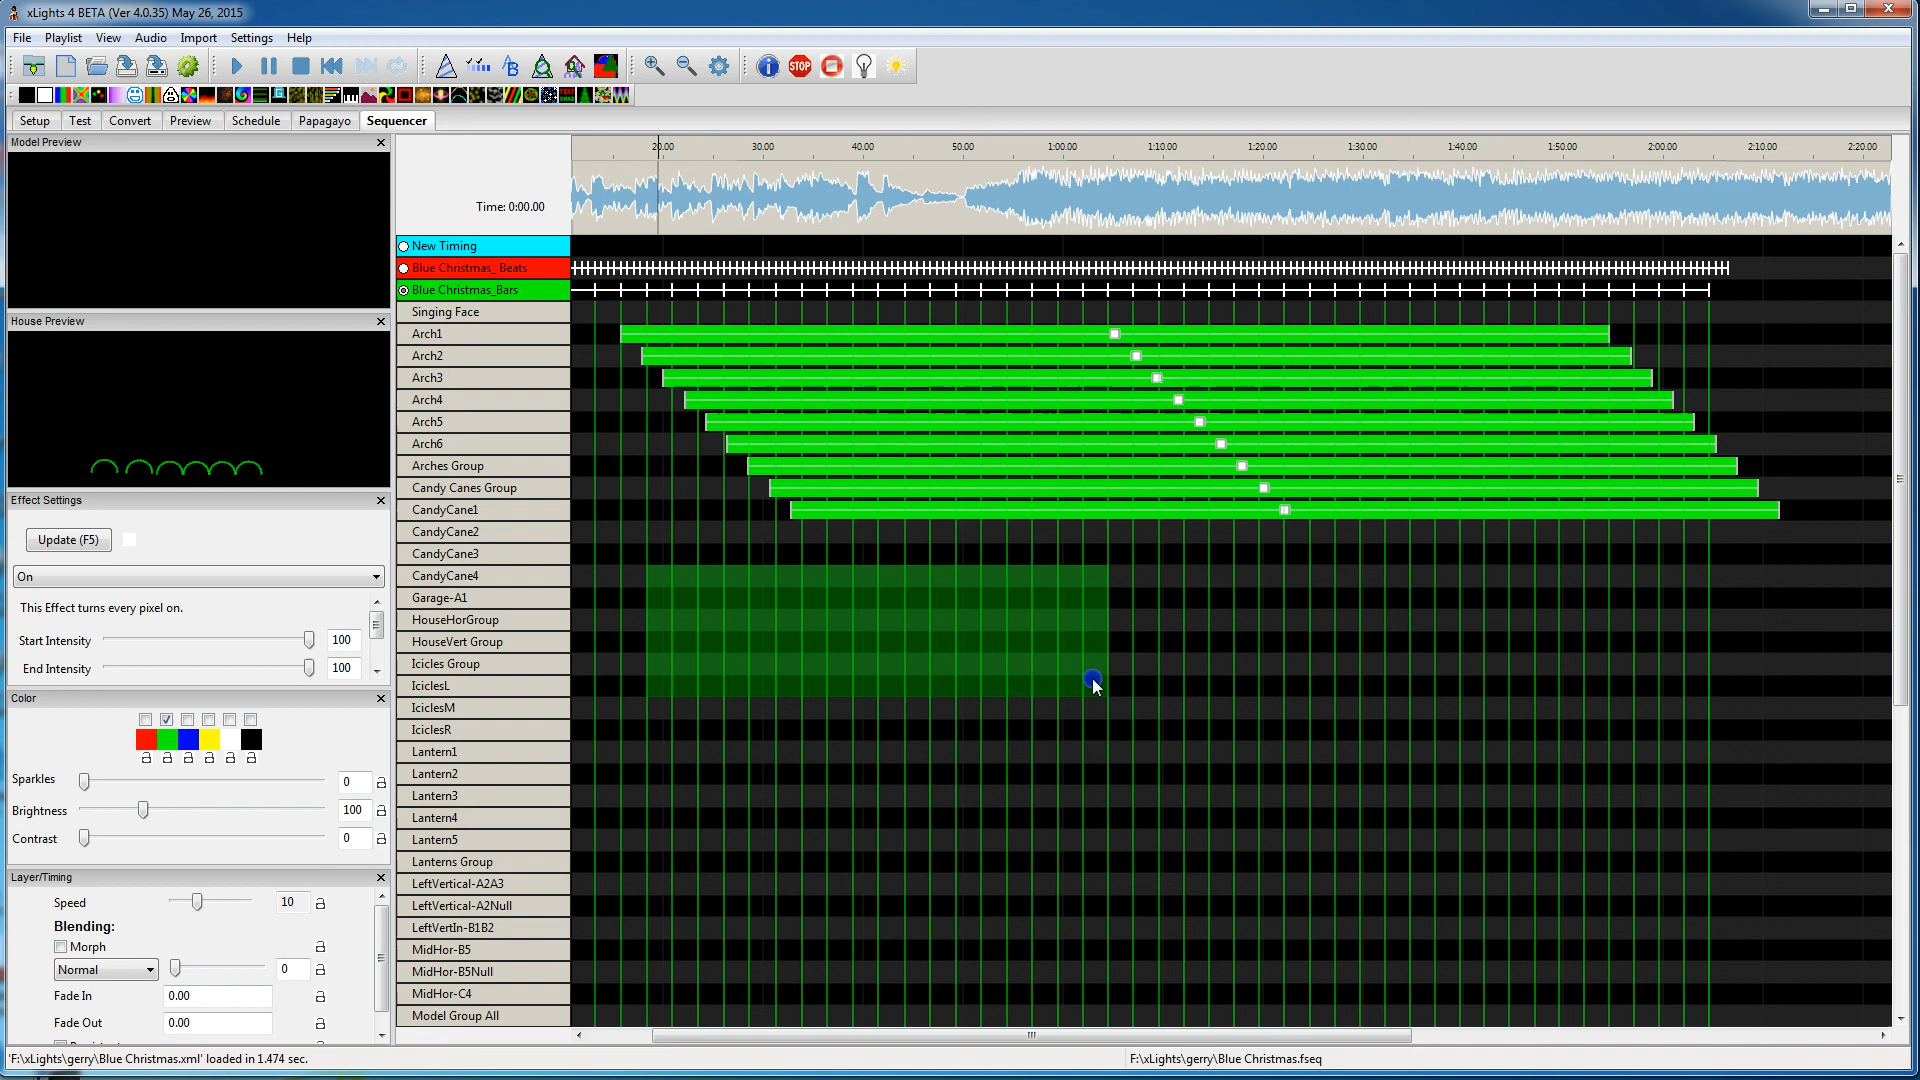 xLights 4 BETA (Ver 4.0.35) May 26, 2015
File Playlist View Audio Import Settings Help
STOP
Setup Test Convert Preview Schedule Papagayo Sequencer
Model Preview
House Preview
Effect Settings
Update (F5)
On
This Effect turns every pixel on.
Start Intensity 100
End Intensity 100
Color
Sparkles 0
Brightness 100
Contrast 0
Layer/Timing
Speed 10
Blending:
Morph
Normal 0
Fade In 0.00
Fade Out 0.00
20.00 30.00 40.00 50.00 1:00.00 1:10.00 1:20.00 1:30.00 1:40.00 1:50.00 2:00.00 2:10.00 2:20.00
Time: 0:00.00
New Timing
Blue Christmas_ Beats
Blue Christmas_Bars
Singing Face
Arch1
Arch2
Arch3
Arch4
Arch5
Arch6
Arches Group
Candy Canes Group
CandyCane1
CandyCane2
CandyCane3
CandyCane4
Garage-A1
HouseHorGroup
HouseVert Group
Icicles Group
IciclesL
IciclesM
IciclesR
Lantern1
Lantern2
Lantern3
Lantern4
Lantern5
Lanterns Group
LeftVertical-A2A3
LeftVertical-A2Null
LeftVertIn-B1B2
MidHor-B5
MidHor-B5Null
MidHor-C4
Model Group All
'F:\xLights\gerry\Blue Christmas.xml' loaded in 1.474 sec.
F:\xLights\gerry\Blue Christmas.fseq